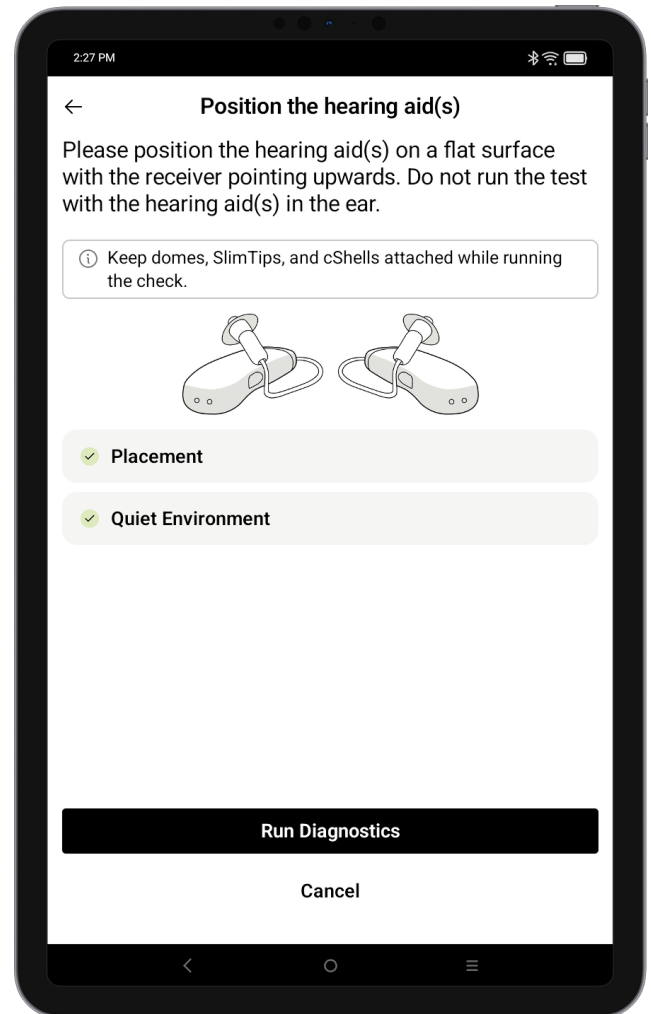 2:27 PM
Position the hearing aid(s)
Please position the hearing aid(s) on a flat surface
with the receiver pointing upwards. Do not run the test
with the hearing aid(s) in the ear.
Keep domes, SlimTips, and cShells attached while running
the check.
Placement
Quiet Environment
Run Diagnostics
Cancel